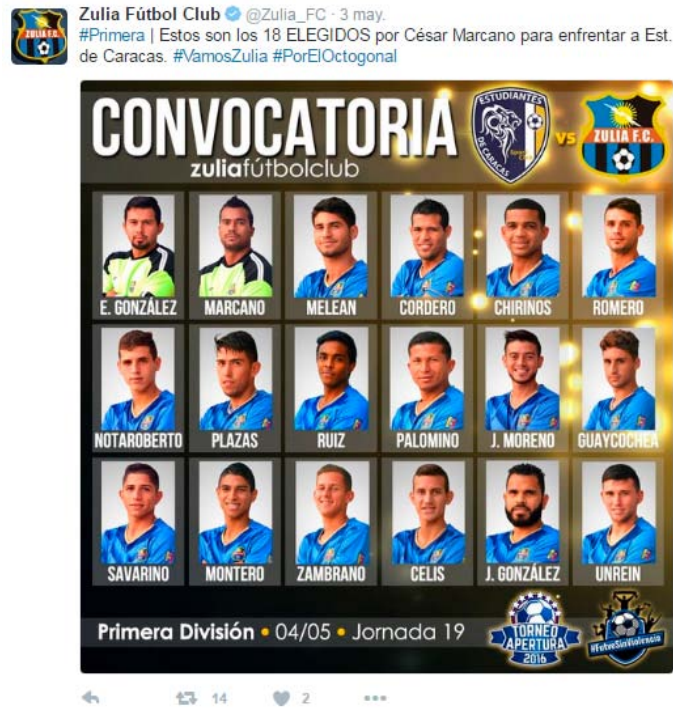 Zulia Fútbol Club @Zulia_FC · 3 may.
#Primera | Estos son los 18 ELEGIDOS por César Marcano para enfrentar a Est.
de Caracas. #VamosZulia #PorElOctogonal
CONVOCATORIA
zuliafútbolclub
ESTUDIANTES
DE CARACAS
VS
ZULIA F.C.
E. GONZÁLEZ MARCANO MELEAN CORDERO CHIRINOS ROMERO
NOTAROBERTO PLAZAS RUIZ PALOMINO J. MORENO GUAYCOCHEA
SAVARINO MONTERO ZAMBRANO CELIS J. GONZÁLEZ UNREIN
Primera División • 04/05 • Jornada 19
TORNEO
APERTURA
2016
#FutveSinViolencia
14 2